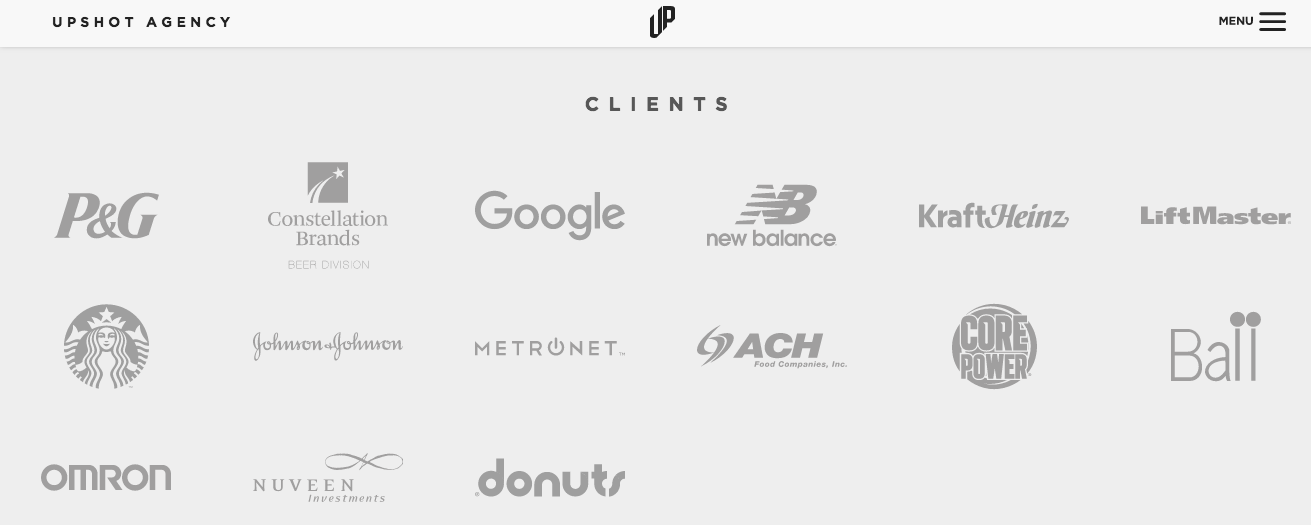 UPSHOT AGENCY
UP
MENU
CLIENTS
P&G
Constellation
Brands
BEER DIVISION
Google
NB
new balance
KraftHeinz
LiftMaster
Johnson&Johnson
METRONET™
ACH
Food Companies, Inc.
CORE
POWER
Ball
OMRON
NUVEEN
Investments
donuts